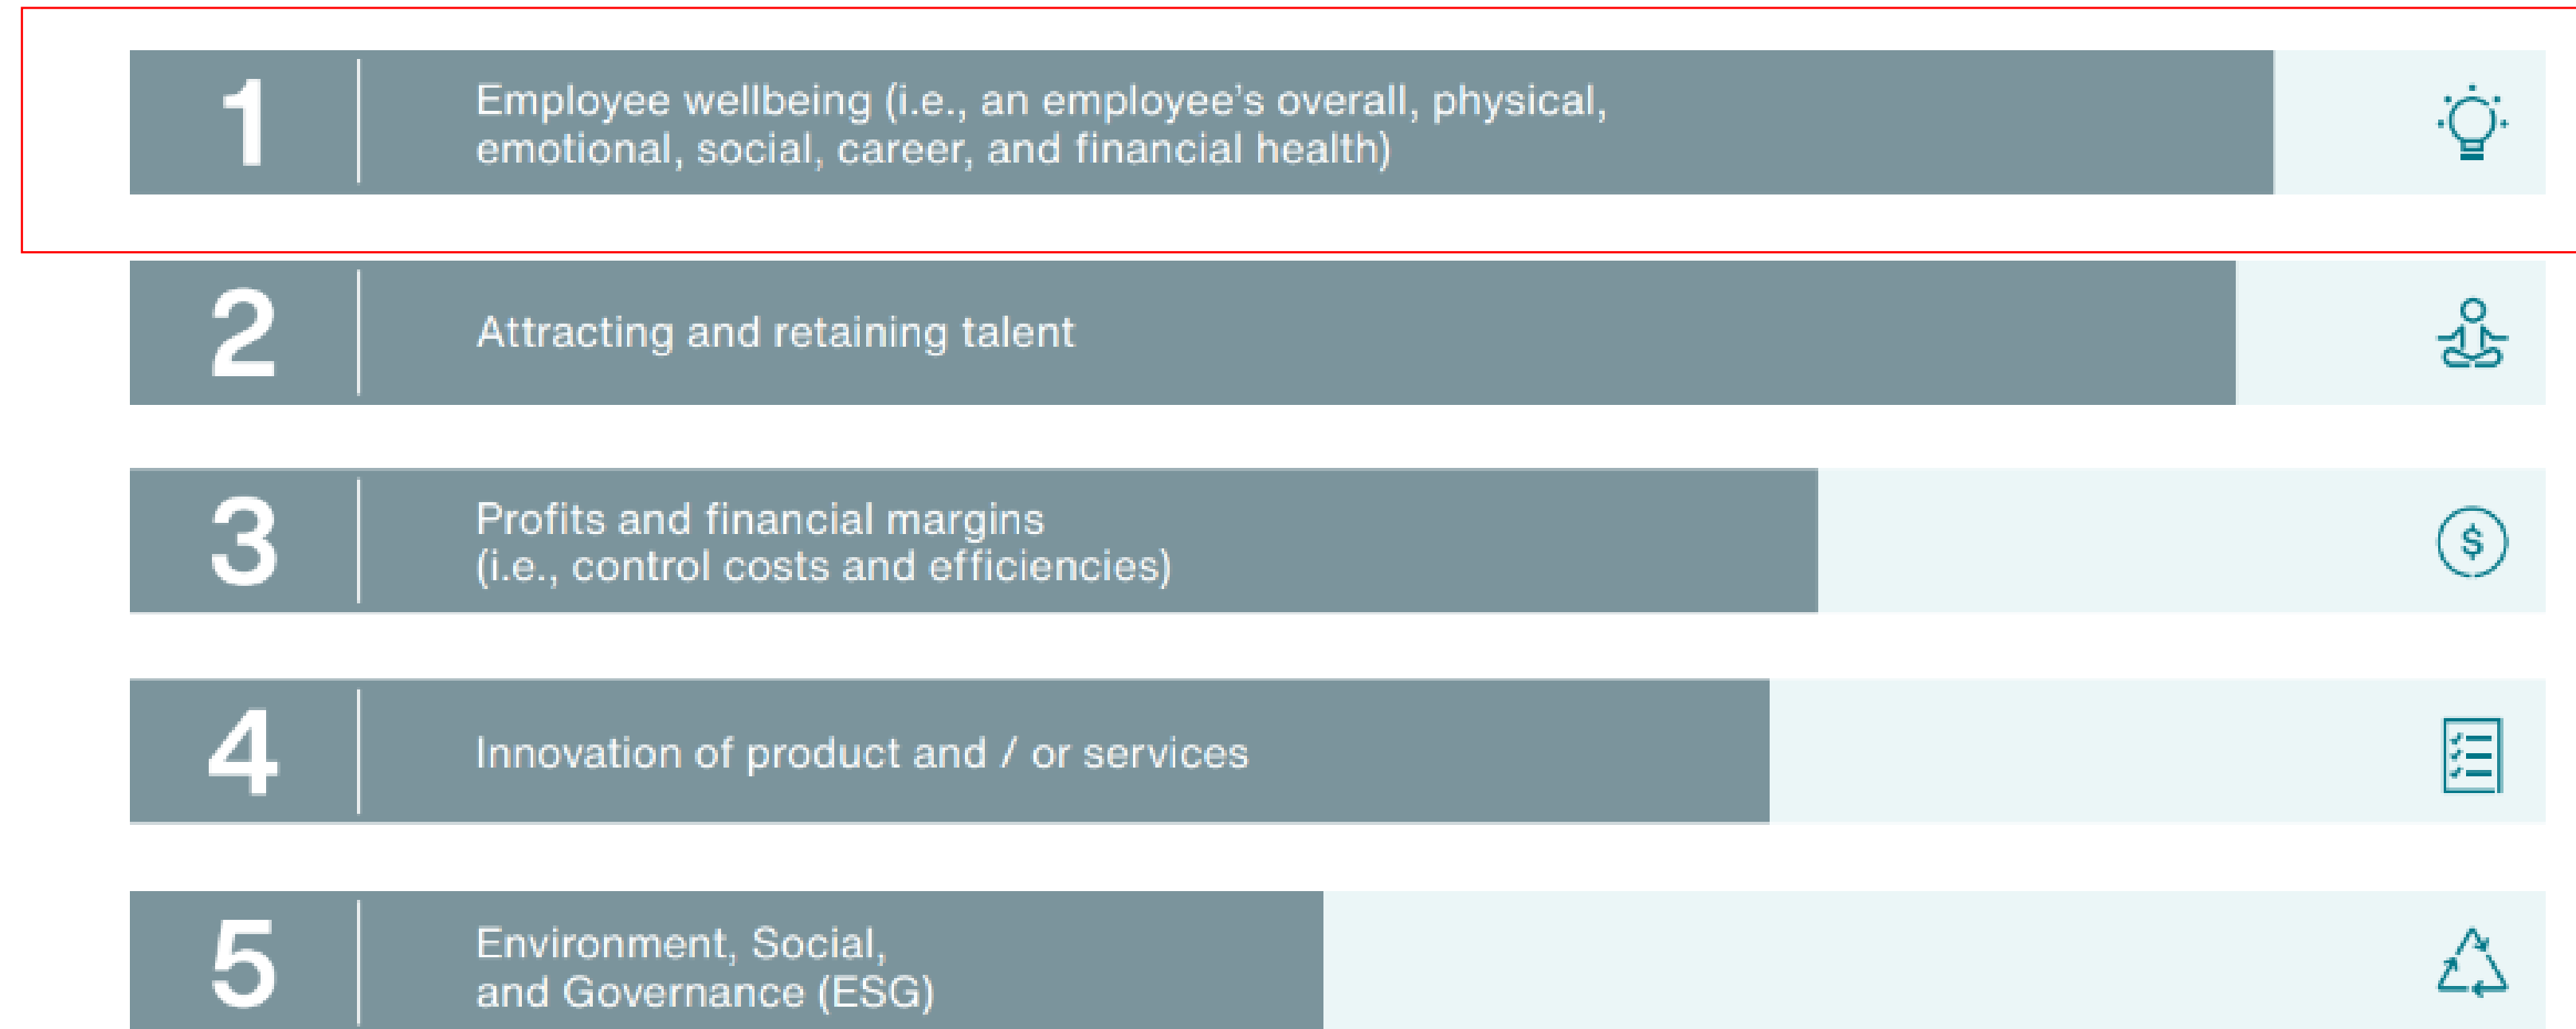 1
Employee wellbeing (i.e., an employee’s overall, physical,
emotional, social, career, and financial health)
2
Attracting and retaining talent
3
Profits and financial margins
(i.e., control costs and efficiencies)
$
4
Innovation of product and / or services
5
Environment, Social,
and Governance (ESG)